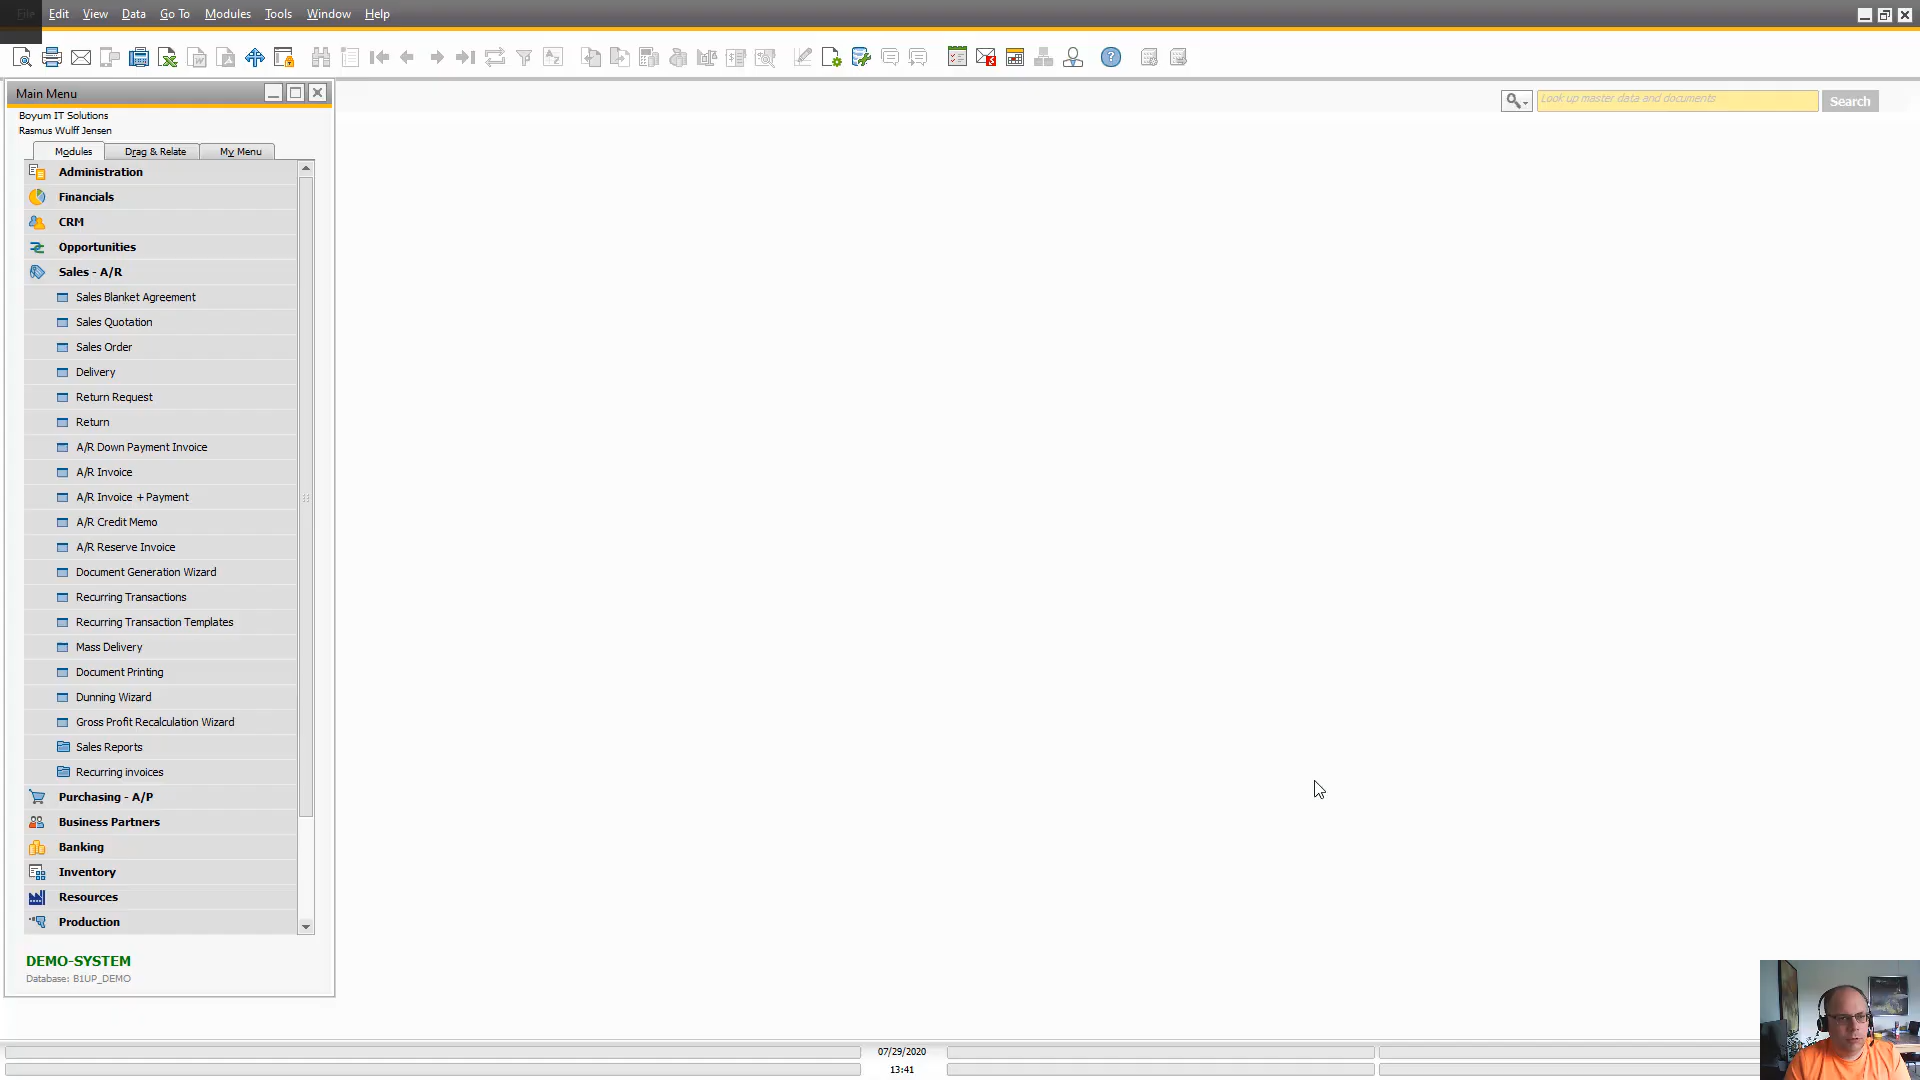 File Edit View Data Go To Modules Tools Window Help
Main Menu
Look up master data and documents Search
Boyum IT Solutions
Rasmus Wulff Jensen
Modules Drag & Relate My Menu
Administration
Financials
CRM
Opportunities
Sales - A/R
Sales Blanket Agreement
Sales Quotation
Sales Order
Delivery
Return Request
Return
A/R Down Payment Invoice
A/R Invoice
A/R Invoice + Payment
A/R Credit Memo
A/R Reserve Invoice
Document Generation Wizard
Recurring Transactions
Recurring Transaction Templates
Mass Delivery
Document Printing
Dunning Wizard
Gross Profit Recalculation Wizard
Sales Reports
Recurring invoices
Purchasing - A/P
Business Partners
Banking
Inventory
Resources
Production
DEMO-SYSTEM
Database: B1UP_DEMO
07/29/2020
13:41